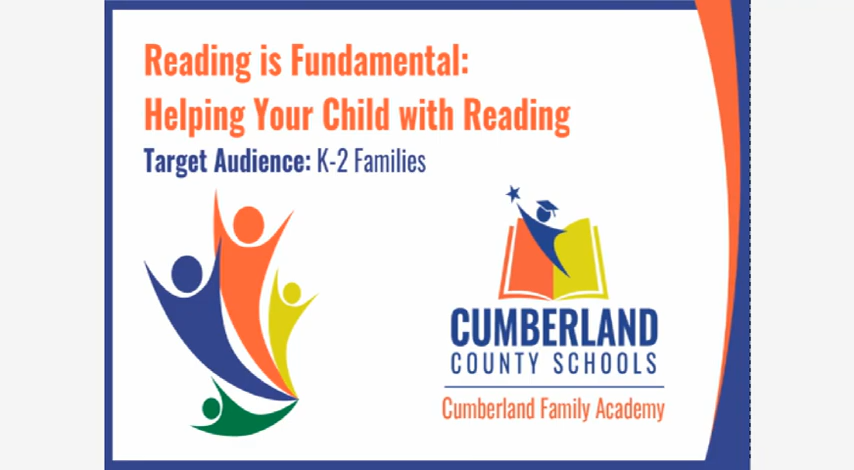 Reading is Fundamental:
Helping Your Child with Reading
Target Audience: K-2 Families
CUMBERLAND
COUNTY SCHOOLS
Cumberland Family Academy